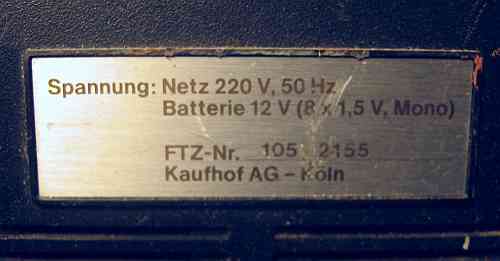 Spannung: Netz 220 V, 50 Hz
Batterie 12 V (8 x 1,5 V, Mono)
FTZ-Nr. 105 2155
Kaufhof AG – Köln